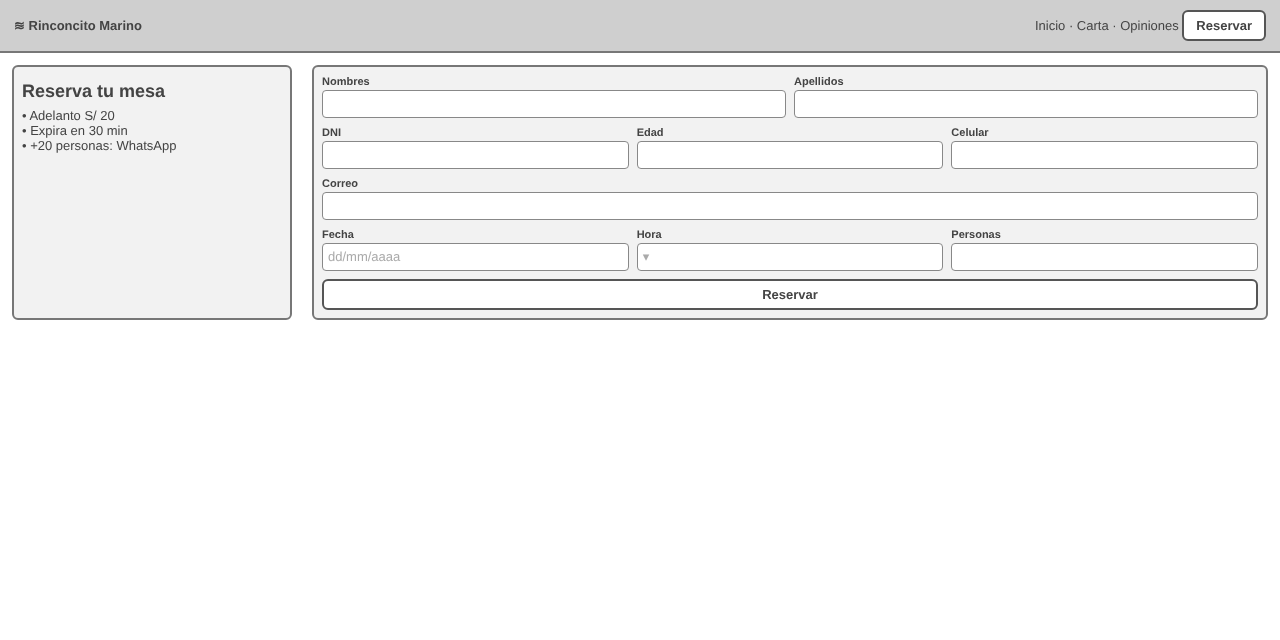 ≋ Rinconcito Marino
Inicio · Carta · Opiniones Reservar
Reserva tu mesa
• Adelanto S/ 20
• Expira en 30 min
• +20 personas: WhatsApp
Nombres Apellidos
DNI Edad Celular
Correo
Fecha Hora Personas
dd/mm/aaaa ▾
Reservar